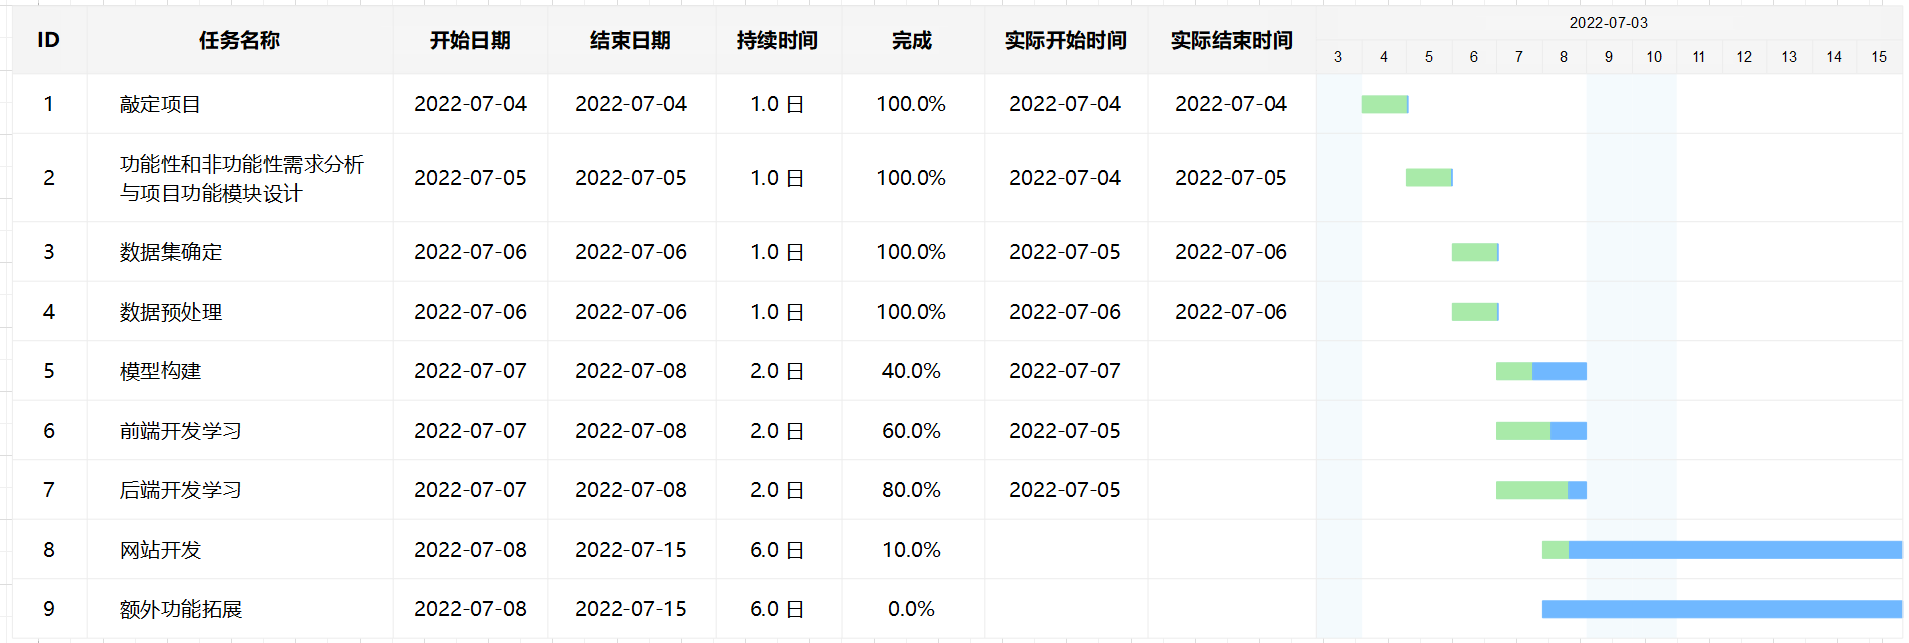 ID 任务名称 开始日期 结束日期 持续时间 完成 实际开始时间 实际结束时间 2022-07-03
3 4 5 6 7 8 9 10 11 12 13 14 15
1 敲定项目 2022-07-04 2022-07-04 1.0 日 100.0% 2022-07-04 2022-07-04
2 功能性和非功能性需求分析
与项目功能模块设计 2022-07-05 2022-07-05 1.0 日 100.0% 2022-07-04 2022-07-05
3 数据集确定 2022-07-06 2022-07-06 1.0 日 100.0% 2022-07-05 2022-07-06
4 数据预处理 2022-07-06 2022-07-06 1.0 日 100.0% 2022-07-06 2022-07-06
5 模型构建 2022-07-07 2022-07-08 2.0 日 40.0% 2022-07-07
6 前端开发学习 2022-07-07 2022-07-08 2.0 日 60.0% 2022-07-05
7 后端开发学习 2022-07-07 2022-07-08 2.0 日 80.0% 2022-07-05
8 网站开发 2022-07-08 2022-07-15 6.0 日 10.0%
9 额外功能拓展 2022-07-08 2022-07-15 6.0 日 0.0%